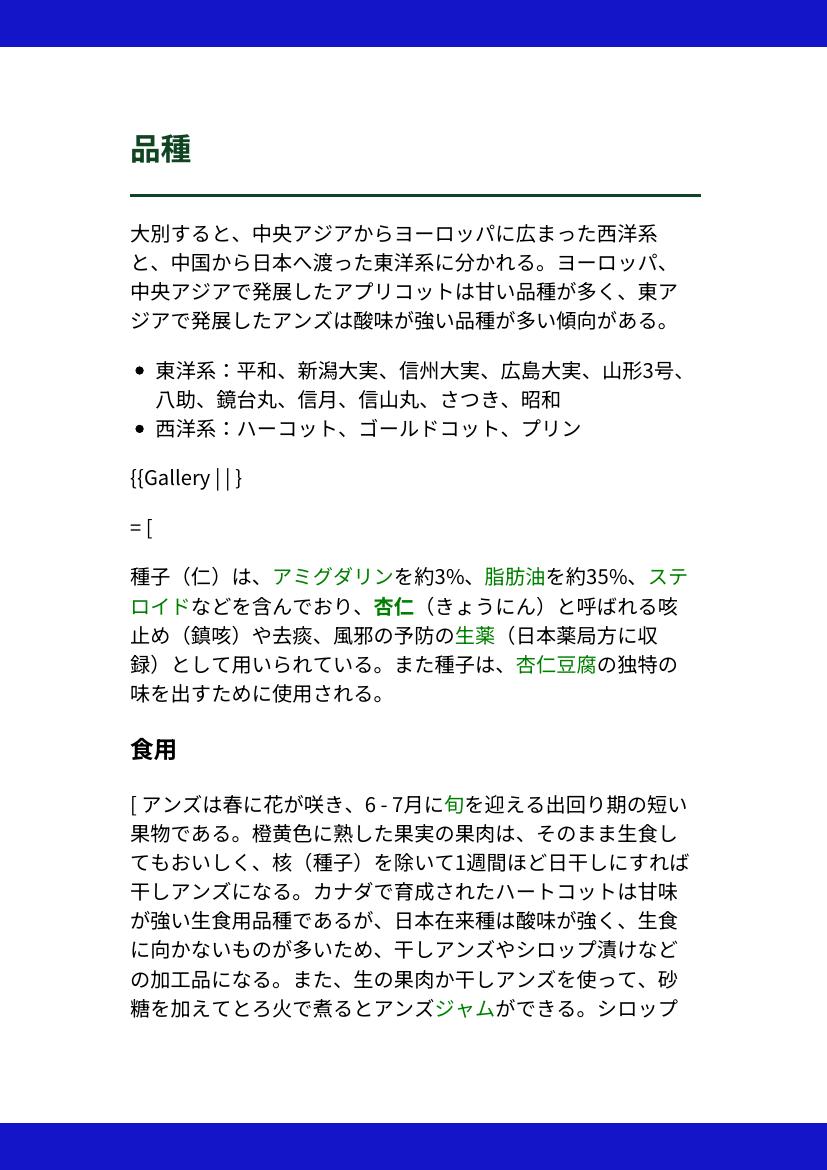 品種
大別すると、中央アジアからヨーロッパに広まった西洋系
と、中国から日本へ渡った東洋系に分かれる。ヨーロッパ、
中央アジアで発展したアプリコットは甘い品種が多く、東ア
ジアで発展したアンズは酸味が強い品種が多い傾向がある。
• 東洋系：平和、新潟大実、信州大実、広島大実、山形3号、
八助、鏡台丸、信月、信山丸、さつき、昭和
• 西洋系：ハーコット、ゴールドコット、プリン
{{Gallery | | }
= [
種子（仁）は、アミグダリンを約3%、脂肪油を約35%、ステ
ロイドなどを含んでおり、杏仁（きょうにん）と呼ばれる咳
止め（鎮咳）や去痰、風邪の予防の生薬（日本薬局方に収
録）として用いられている。また種子は、杏仁豆腐の独特の
味を出すために使用される。
食用
[ アンズは春に花が咲き、6 - 7月に旬を迎える出回り期の短い
果物である。橙黄色に熟した果実の果肉は、そのまま生食し
てもおいしく、核（種子）を除いて1週間ほど日干しにすれば
干しアンズになる。カナダで育成されたハートコットは甘味
が強い生食用品種であるが、日本在来種は酸味が強く、生食
に向かないものが多いため、干しアンズやシロップ漬けなど
の加工品になる。また、生の果肉か干しアンズを使って、砂
糖を加えてとろ火で煮るとアンズジャムができる。シロップ